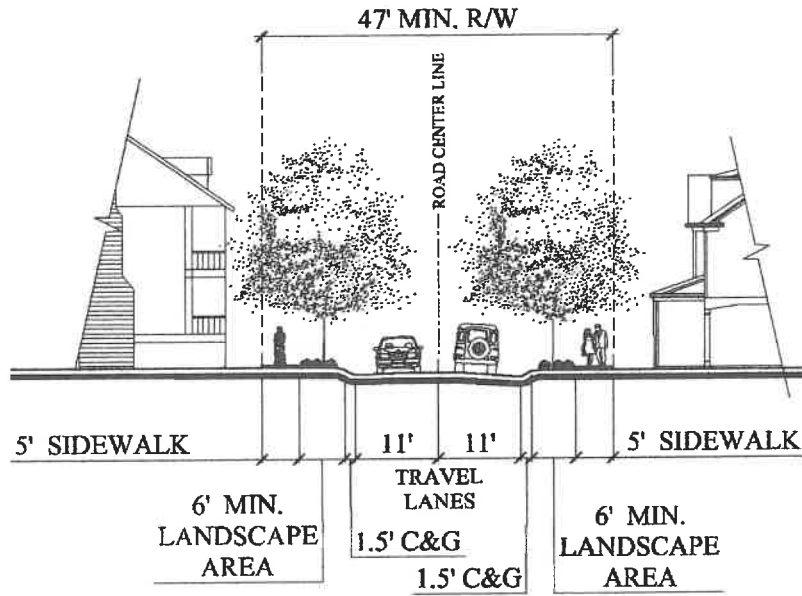 47' MIN. R/W
ROAD CENTER LINE
5' SIDEWALK
11'
11'
5' SIDEWALK
TRAVEL
LANES
6' MIN.
LANDSCAPE
AREA
1.5' C&G
1.5' C&G
6' MIN.
LANDSCAPE
AREA